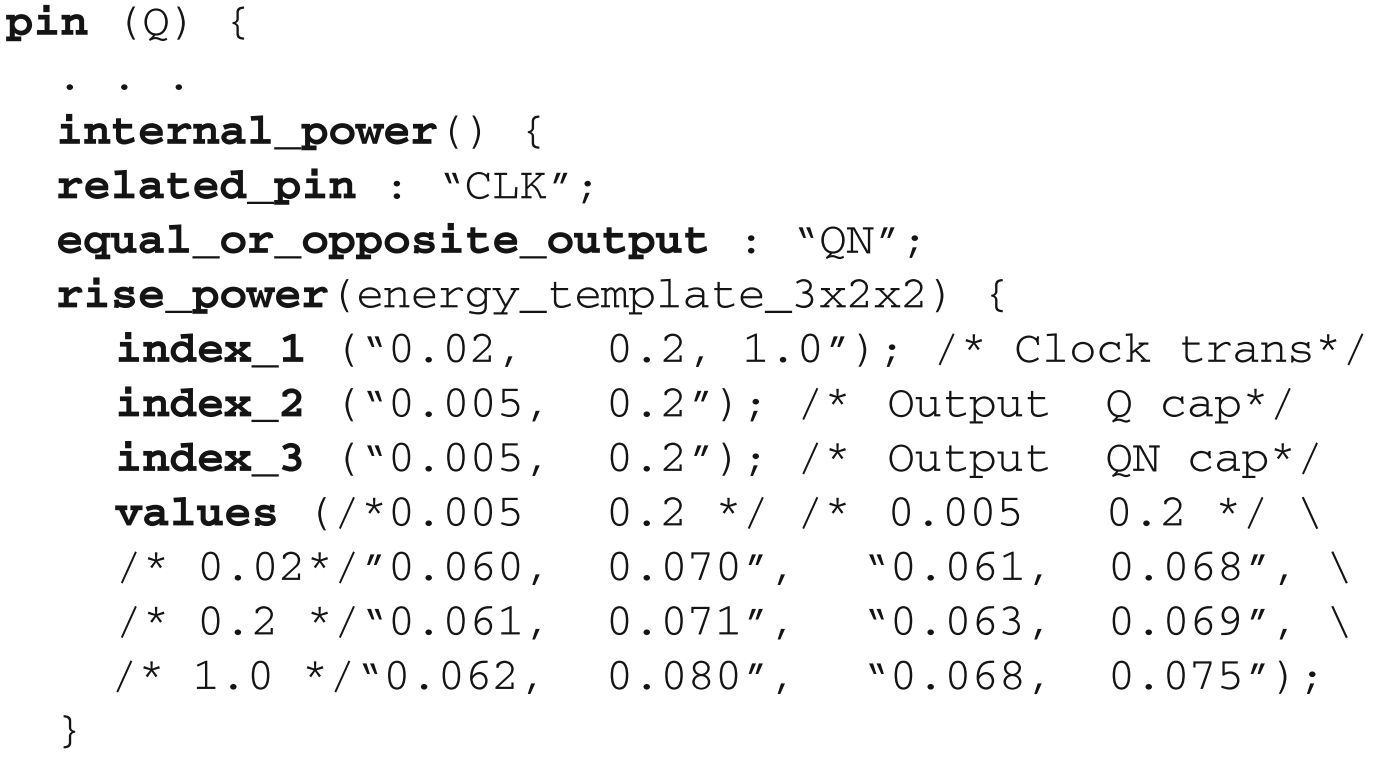 pin (Q) {
. . .
internal_power() {
related_pin : “CLK”;
equal_or_opposite_output : “QN”;
rise_power(energy_template_3x2x2) {
index_1 (“0.02, 0.2, 1.0”); /* Clock trans*/
index_2 (“0.005, 0.2”); /* Output Q cap*/
index_3 (“0.005, 0.2”); /* Output QN cap*/
values (/*0.005 0.2 */ /* 0.005 0.2 */ \
/* 0.02*/”0.060, 0.070”, “0.061, 0.068”, \
/* 0.2 */“0.061, 0.071”, “0.063, 0.069”, \
/* 1.0 */“0.062, 0.080”, “0.068, 0.075”);
}